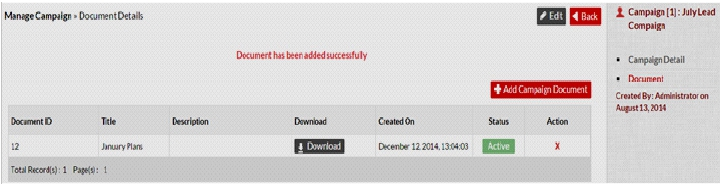 Manage Campaign » Document Details
Edit
Back
Document has been added successfully
Add Campaign Document
Document ID Title Description Download Created On Status Action
12 January Plans Download December 12, 2014, 13:04:03 Active X
Total Record(s) : 1 Page(s) : 1
Campaign [1] : July Lead
Compaign
Campaign Detail
Document
Created By : Administrator on
August 13, 2014